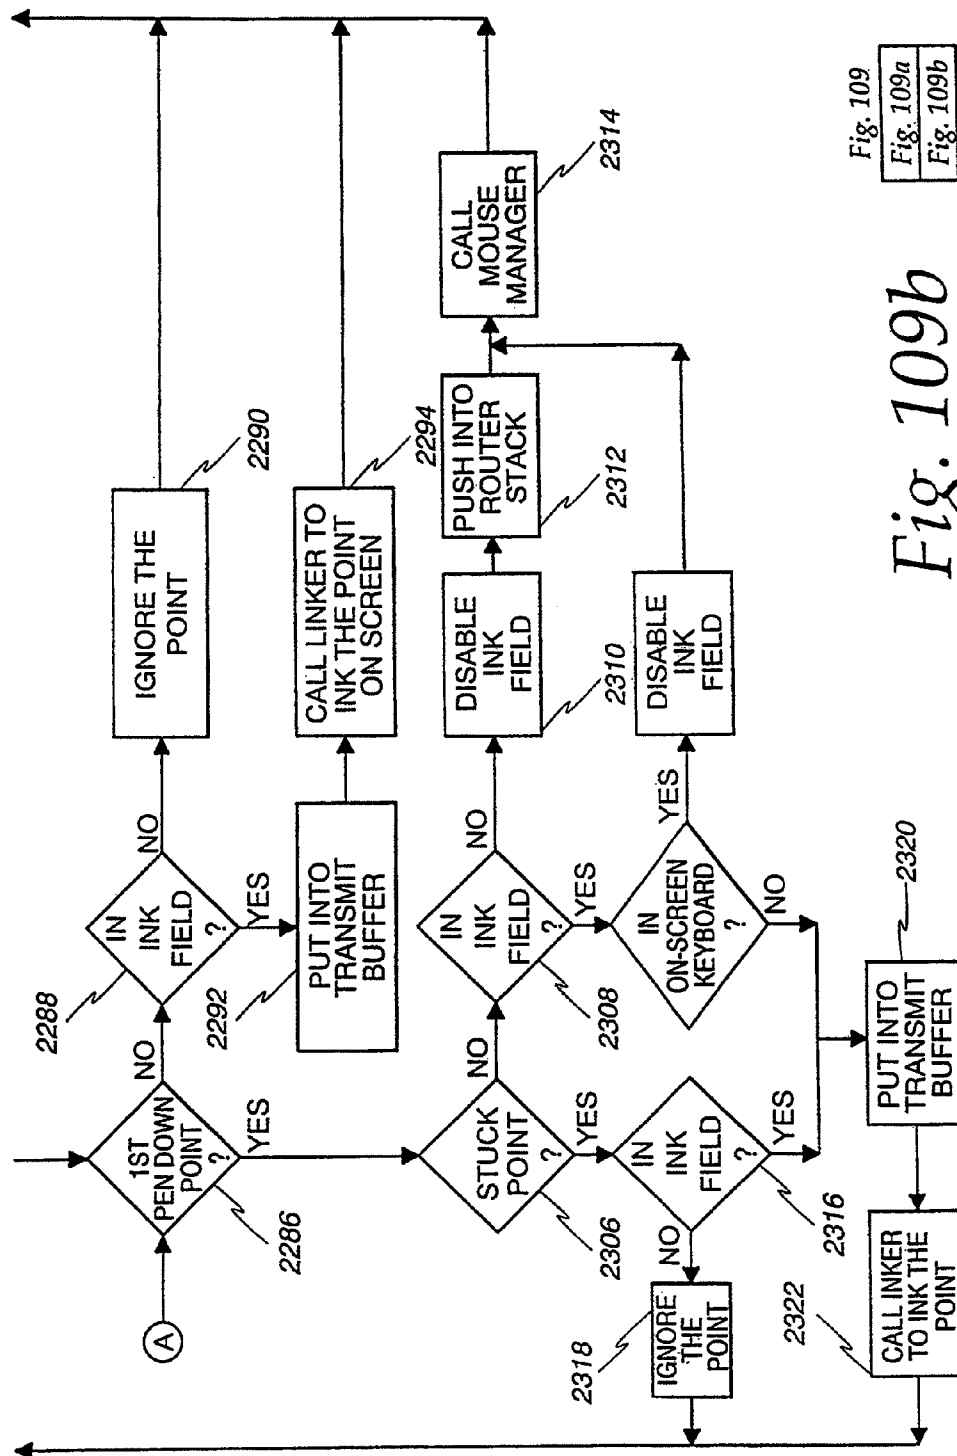 A
1ST
PEN DOWN
POINT
?
2286
NO
YES
IN
INK
FIELD
?
2288
NO
YES
IGNORE THE
POINT
2290
PUT INTO
TRANSMIT
BUFFER
2292
CALL LINKER TO
INK THE POINT
ON SCREEN
2294
STUCK
POINT
?
2306
NO
YES
IN
INK
FIELD
?
2308
NO
YES
DISABLE
INK
FIELD
2310
PUSH INTO
ROUTER
STACK
2312
CALL
MOUSE
MANAGER
2314
IN
INK
FIELD
?
2316
NO
YES
IGNORE
THE
POINT
2318
IN
ON-SCREEN
KEYBOARD
?
YES
NO
DISABLE
INK
FIELD
PUT INTO
TRANSMIT
BUFFER
2320
CALL INKER
TO INK THE
POINT
2322
Fig. 109
Fig. 109a
Fig. 109b
Fig. 109b